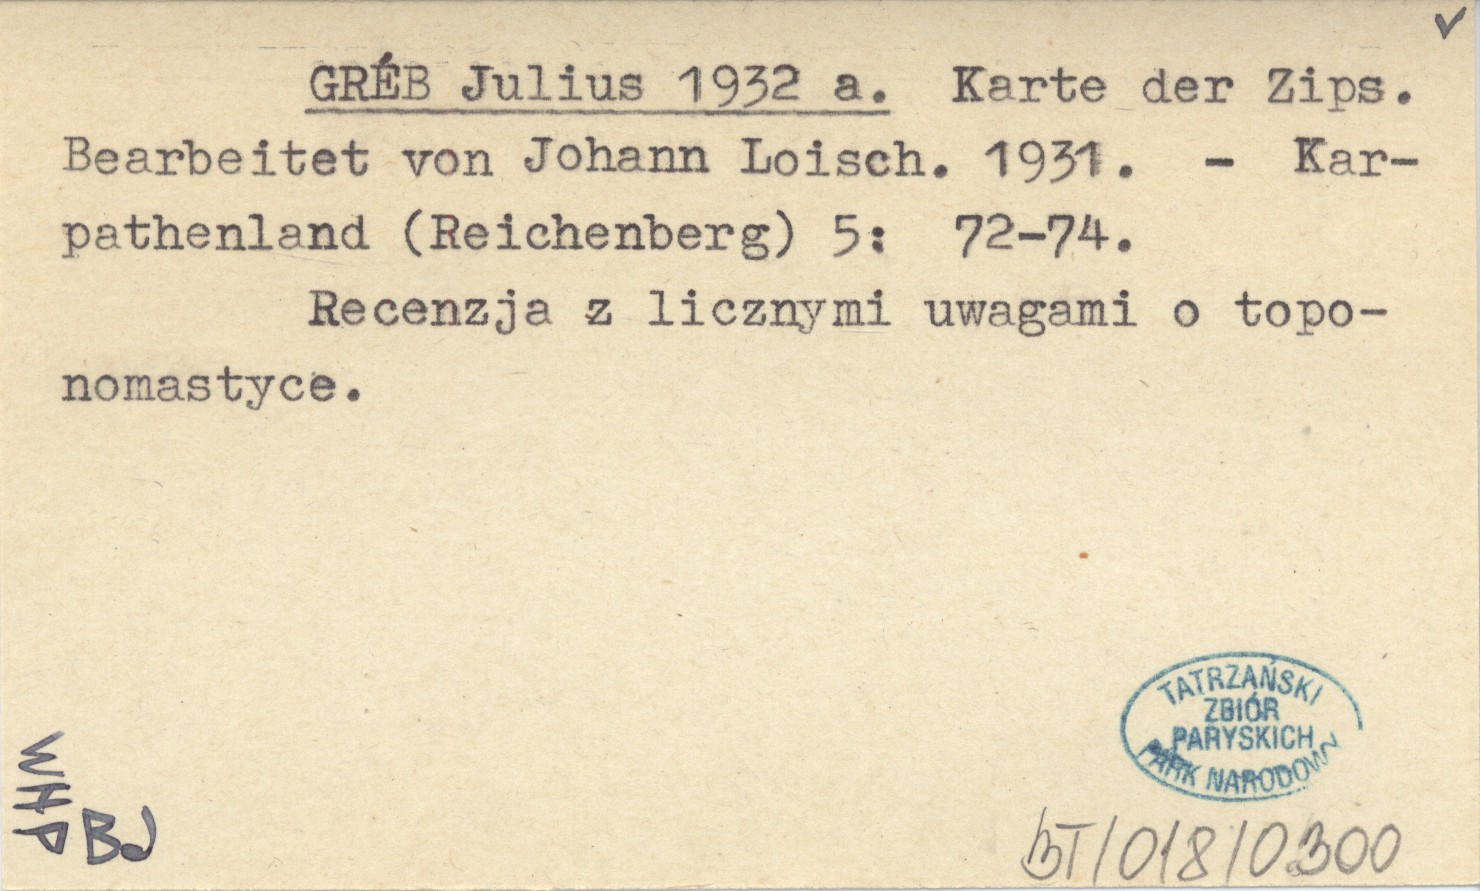 GRÉB Julius 1932 a. Karte der Zips.
Bearbeitet von Johann Loisch. 1931. - Kar-
pathenland (Reichenberg) 5: 72-74.
Recenzja z licznymi uwagami o topo-
nomastyce.
TATRZAŃSKI
ZBIÓR
PARYSKICH
PARK NARODOWY
WHP
BJ
BT/018/0300